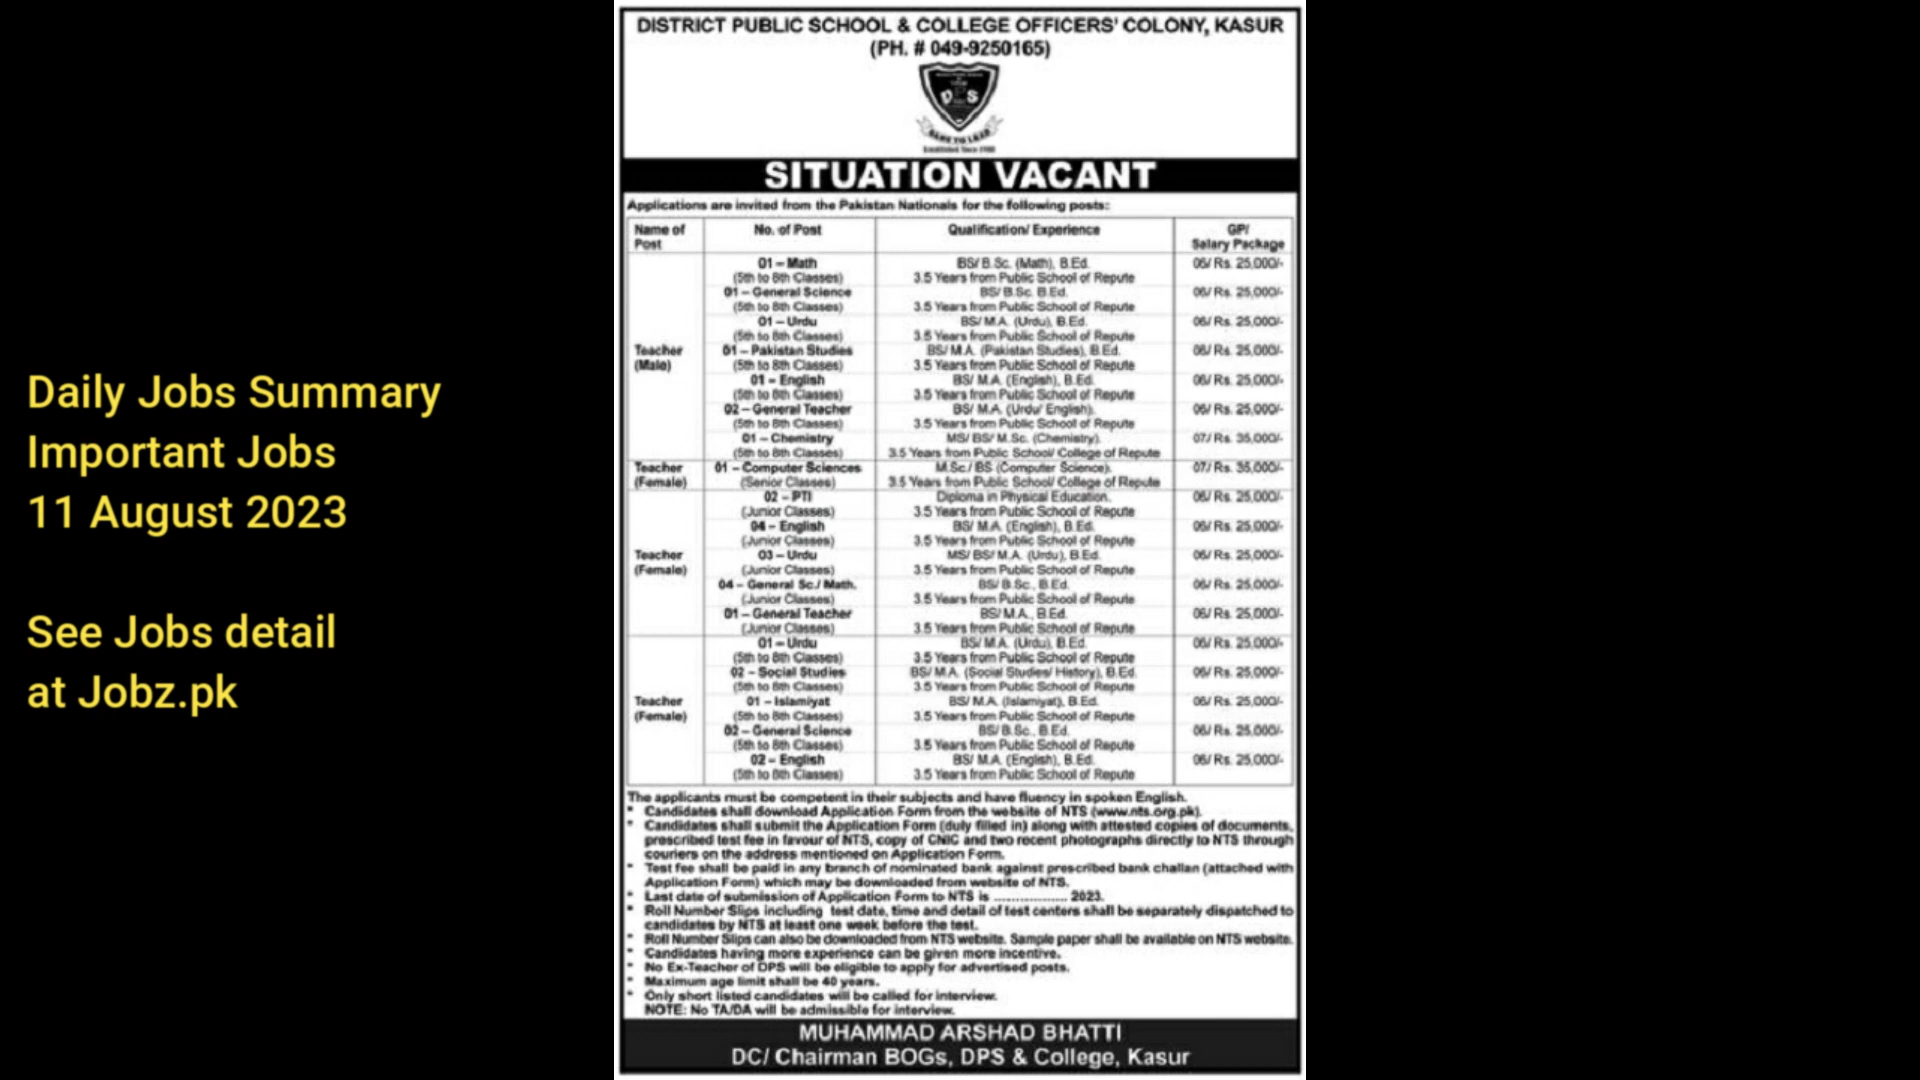 Daily Jobs Summary
Important Jobs
11 August 2023
See Jobs detail
at Jobz.pk
DISTRICT PUBLIC SCHOOL & COLLEGE OFFICERS' COLONY, KASUR
(PH. # 049-9250165)
DPS
DARE TO LEAD
SITUATION VACANT
Applications are invited from the Pakistan Nationals for the following posts:
Name of Post No. of Post Qualification/ Experience GP/ Salary Package
Teacher (Male)
01 – Math BS/ B.Sc. (Math), B.Ed. 06/ Rs. 25,000/-
(5th to 8th Classes) 3.5 Years from Public School of Repute
01 – General Science BS/ B.Sc. B.Ed. 06/ Rs. 25,000/-
(5th to 8th Classes) 3.5 Years from Public School of Repute
01 – Urdu BS/ M.A. (Urdu), B.Ed. 06/ Rs. 25,000/-
(5th to 8th Classes) 3.5 Years from Public School of Repute
01 – Pakistan Studies BS/ M.A. (Pakistan Studies), B.Ed. 06/ Rs. 25,000/-
(5th to 8th Classes) 3.5 Years from Public School of Repute
01 – English BS/ M.A. (English), B.Ed. 06/ Rs. 25,000/-
(5th to 8th Classes) 3.5 Years from Public School of Repute
02 – General Teacher BS/ M.A. (Urdu/ English). 06/ Rs. 25,000/-
(5th to 8th Classes) 3.5 Years from Public School of Repute
01 – Chemistry MS/ BS/ M.Sc. (Chemistry). 07/ Rs. 35,000/-
(5th to 8th Classes) 3.5 Years from Public School/ College of Repute
Teacher (Female)
01 – Computer Sciences M.Sc./ BS (Computer Science). 07/ Rs. 35,000/-
(Senior Classes) 3.5 Years from Public School/ College of Repute
Teacher (Female)
02 – PTI Diploma in Physical Education. 06/ Rs. 25,000/-
(Junior Classes) 3.5 Years from Public School of Repute
04 – English BS/ M.A. (English), B.Ed. 06/ Rs. 25,000/-
(Junior Classes) 3.5 Years from Public School of Repute
03 – Urdu MS/ BS/ M.A. (Urdu), B.Ed. 06/ Rs. 25,000/-
(Junior Classes) 3.5 Years from Public School of Repute
04 – General Sc./ Math. BS/ B.Sc., B.Ed. 06/ Rs. 25,000/-
(Junior Classes) 3.5 Years from Public School of Repute
01 – General Teacher BS/ M.A., B.Ed. 06/ Rs. 25,000/-
(Junior Classes) 3.5 Years from Public School of Repute
Teacher (Female)
01 – Urdu BS/ M.A. (Urdu), B.Ed. 06/ Rs. 25,000/-
(5th to 8th Classes) 3.5 Years from Public School of Repute
02 – Social Studies BS/ M.A. (Social Studies/ History), B.Ed. 06/ Rs. 25,000/-
(5th to 8th Classes) 3.5 Years from Public School of Repute
01 – Islamiyat BS/ M.A. (Islamiyat), B.Ed. 06/ Rs. 25,000/-
(5th to 8th Classes) 3.5 Years from Public School of Repute
02 – General Science BS/ B.Sc., B.Ed. 06/ Rs. 25,000/-
(5th to 8th Classes) 3.5 Years from Public School of Repute
02 – English BS/ M.A. (English), B.Ed. 06/ Rs. 25,000/-
(5th to 8th Classes) 3.5 Years from Public School of Repute
The applicants must be competent in their subjects and have fluency in spoken English.
* Candidates shall download Application Form from the website of NTS (www.nts.org.pk).
* Candidates shall submit the Application Form (duly filled in) along with attested copies of documents,
prescribed test fee in favour of NTS, copy of CNIC and two recent photographs directly to NTS through
couriers on the address mentioned on Application Form.
* Test fee shall be paid in any branch of nominated bank against prescribed bank challan (attached with
Application Form) which may be downloaded from website of NTS.
* Last date of submission of Application Form to NTS is .................. 2023.
* Roll Number Slips including test date, time and detail of test centers shall be separately dispatched to
candidates by NTS at least one week before the test.
* Roll Number Slips can also be downloaded from NTS website. Sample paper shall be available on NTS website.
* Candidates having more experience can be given more incentive.
* No Ex-Teacher of DPS will be eligible to apply for advertised posts.
* Maximum age limit shall be 40 years.
* Only short listed candidates will be called for interview.
NOTE: No TA/DA will be admissible for interview.
MUHAMMAD ARSHAD BHATTI
DC/ Chairman BOGs, DPS & College, Kasur